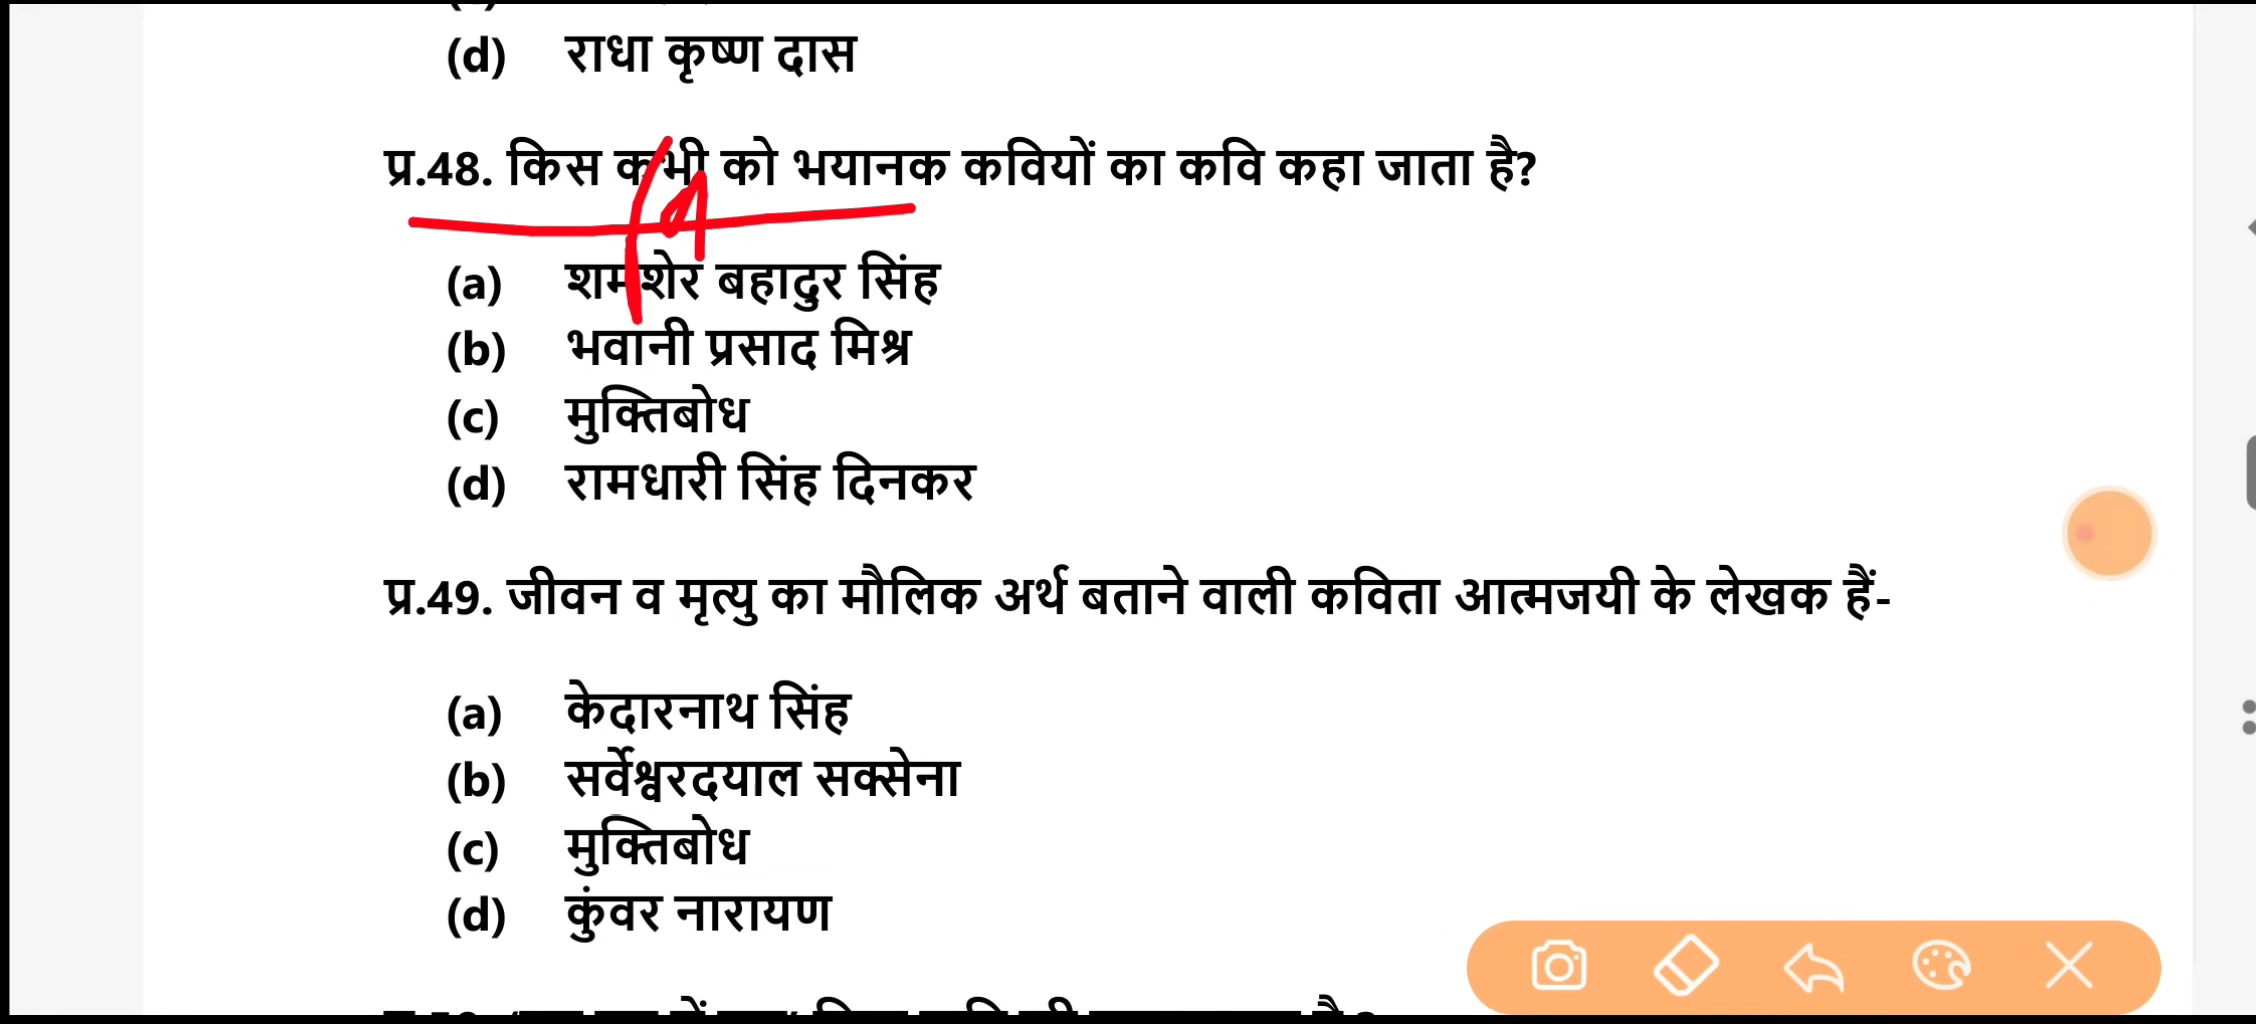 (d) राधा कृष्ण दास
प्र.48. किस कभी को भयानक कवियों का कवि कहा जाता है?
(a) शमशेर बहादुर सिंह
(b) भवानी प्रसाद मिश्र
(c) मुक्तिबोध
(d) रामधारी सिंह दिनकर
प्र.49. जीवन व मृत्यु का मौलिक अर्थ बताने वाली कविता आत्मजयी के लेखक हैं-
(a) केदारनाथ सिंह
(b) सर्वेश्वरदयाल सक्सेना
(c) मुक्तिबोध
(d) कुंवर नारायण